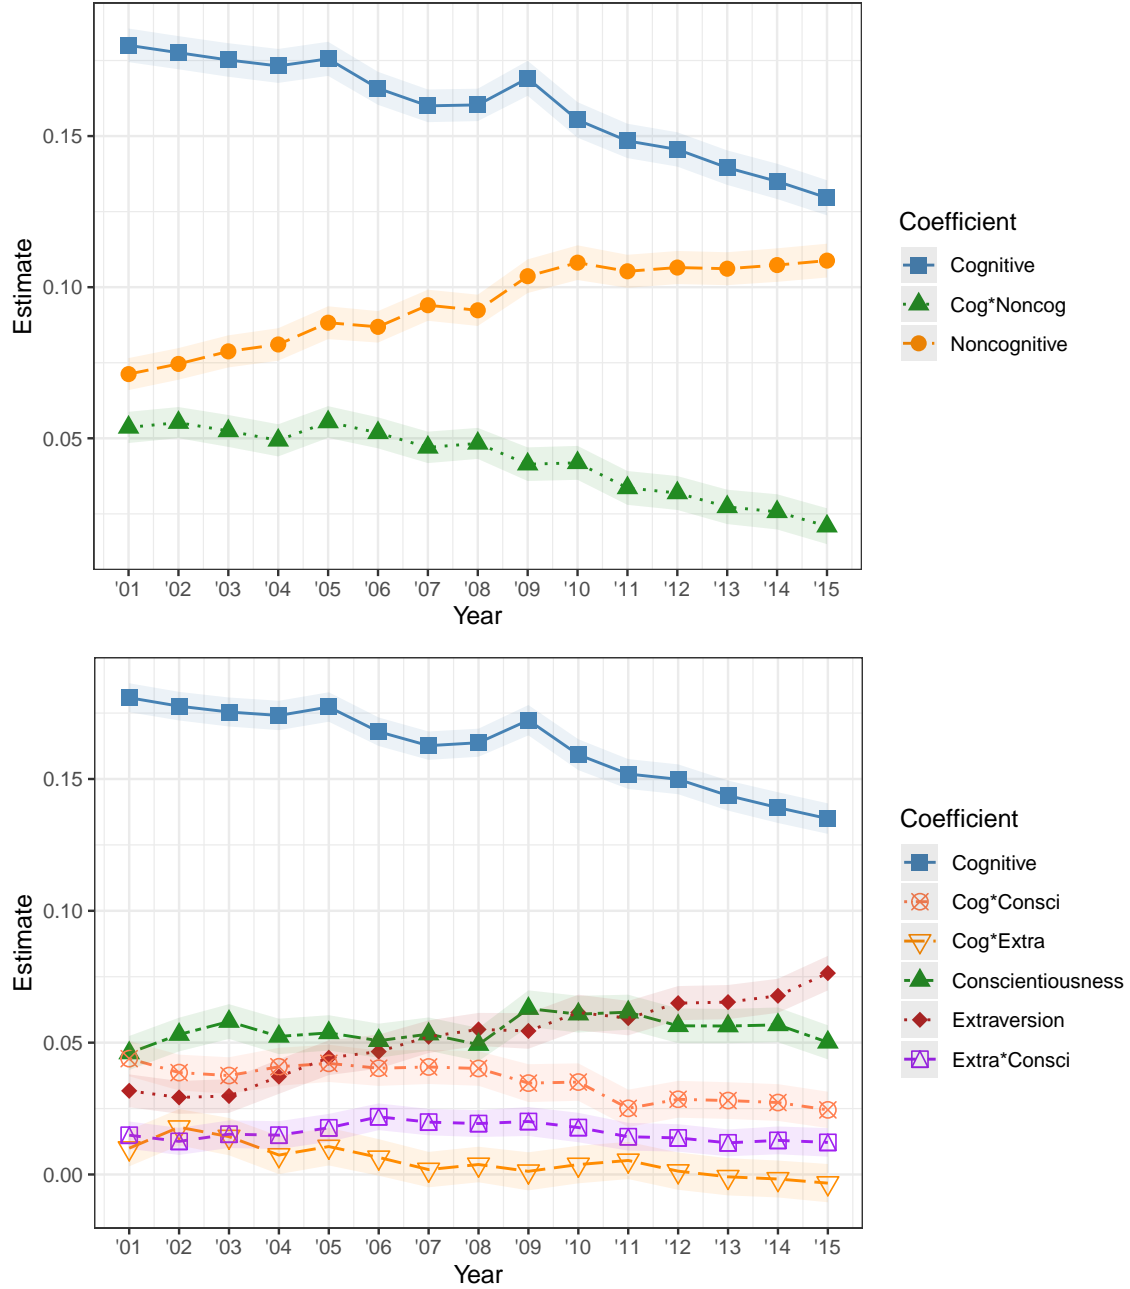 0.15
0.10
0.05
Estimate
'01 '02 '03 '04 '05 '06 '07 '08 '09 '10 '11 '12 '13 '14 '15
Year
Coefficient
Cognitive
Cog*Noncog
Noncognitive
0.15
0.10
0.05
0.00
Estimate
'01 '02 '03 '04 '05 '06 '07 '08 '09 '10 '11 '12 '13 '14 '15
Year
Coefficient
Cognitive
Cog*Consci
Cog*Extra
Conscientiousness
Extraversion
Extra*Consci